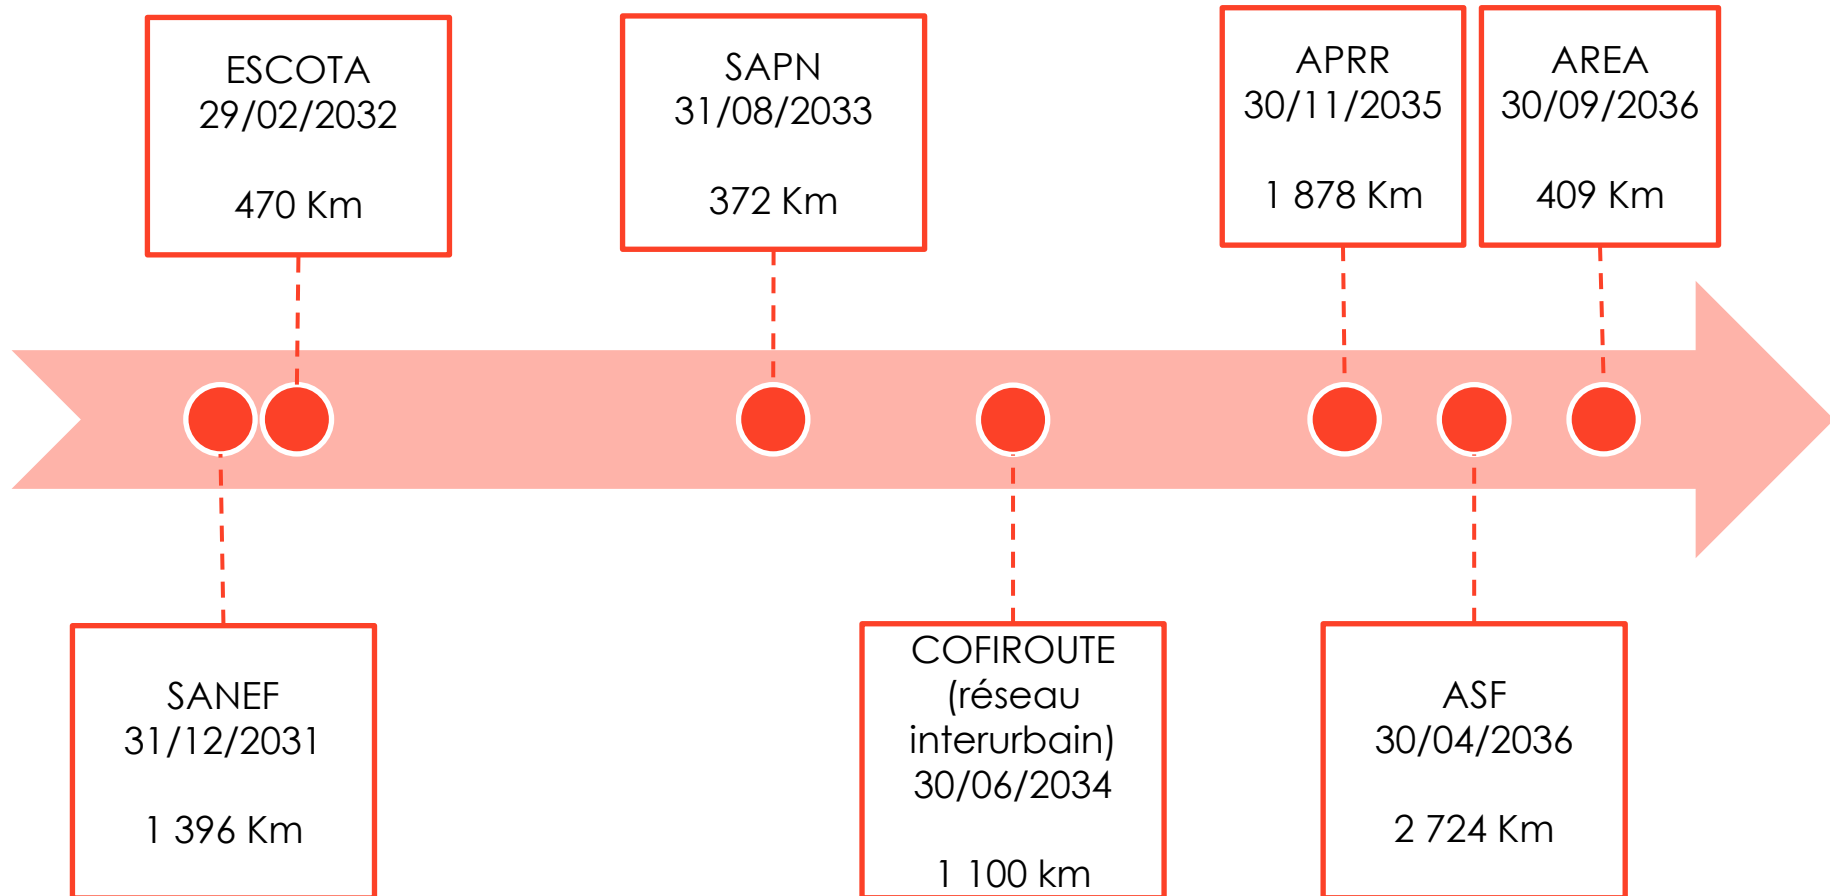 ESCOTA
29/02/2032
470 Km
SAPN
31/08/2033
372 Km
APRR
30/11/2035
1 878 Km
AREA
30/09/2036
409 Km
SANEF
31/12/2031
1 396 Km
COFIROUTE
(réseau
interurbain)
30/06/2034
1 100 km
ASF
30/04/2036
2 724 Km